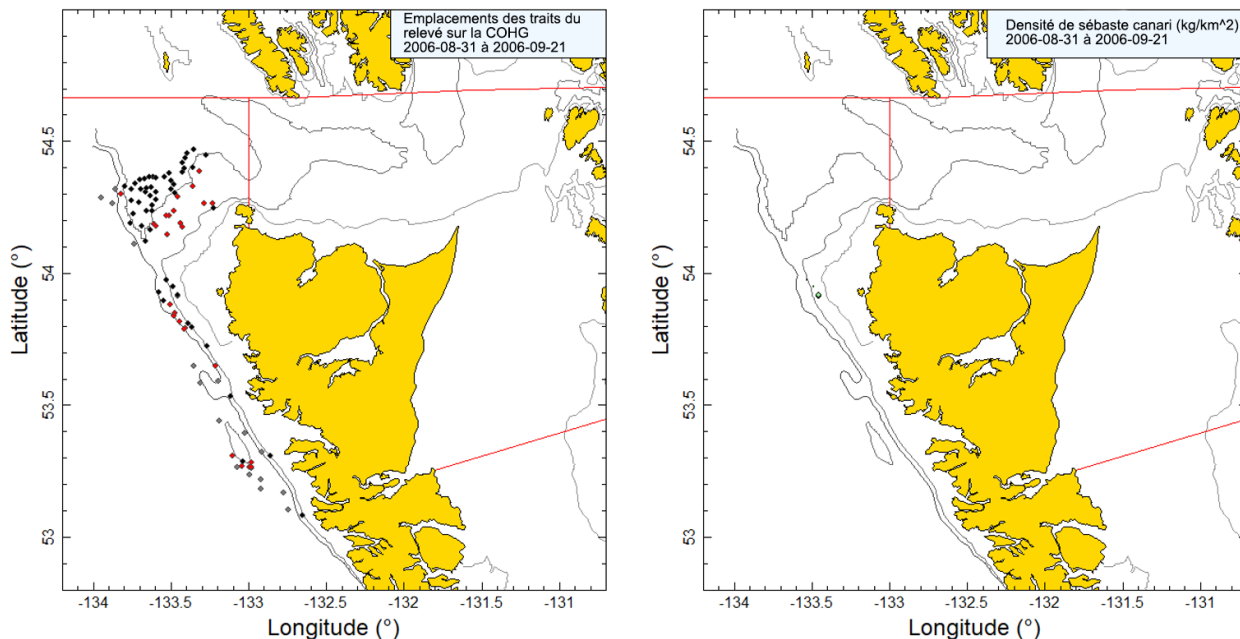 Emplacements des traits du
relevé sur la COHG
2006-08-31 à 2006-09-21
Latitude (°)
54.5
54
53.5
53
-134
-133.5
-133
-132.5
-132
-131.5
-131
Longitude (°)
Densité de sébaste canari (kg/km^2)
2006-08-31 à 2006-09-21
Latitude (°)
54.5
54
53.5
53
-134
-133.5
-133
-132.5
-132
-131.5
-131
Longitude (°)